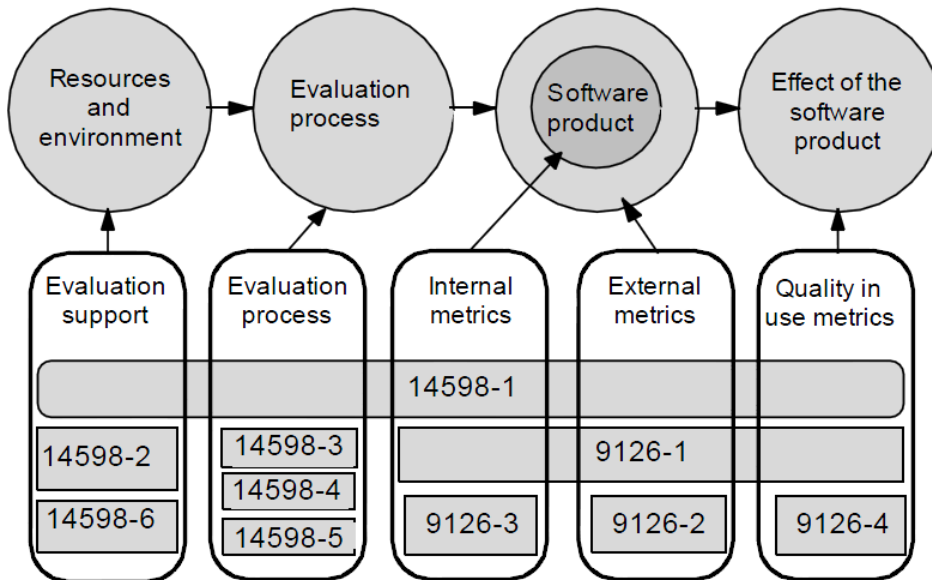 Resources
and
environment
Evaluation
process
Software
product
Effect of the
software
product
Evaluation
support
Evaluation
process
Internal
metrics
External
metrics
Quality in
use metrics
14598-1
14598-2
14598-6
14598-3
14598-4
14598-5
9126-1
9126-3
9126-2
9126-4